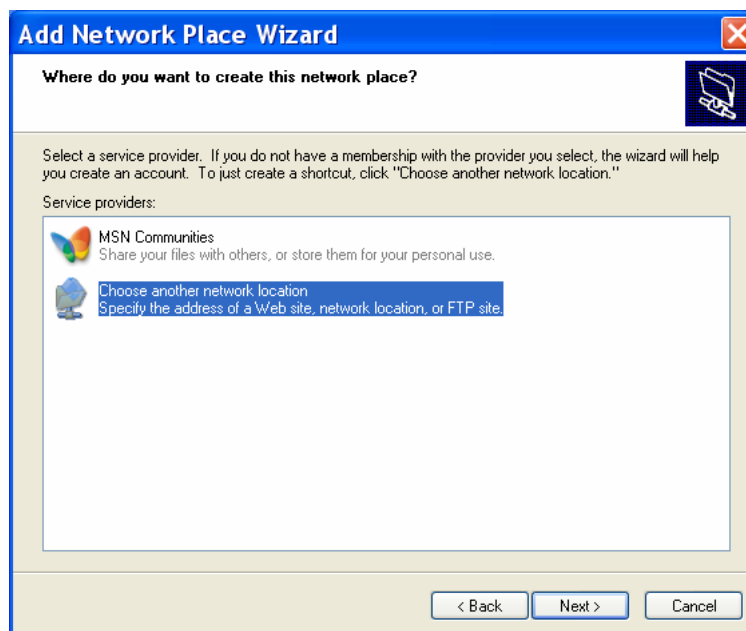 Add Network Place Wizard
Where do you want to create this network place?
Select a service provider. If you do not have a membership with the provider you select, the wizard will help
you create an account. To just create a shortcut, click "Choose another network location."
Service providers:
MSN Communities
Share your files with others, or store them for your personal use.
Choose another network location
Specify the address of a Web site, network location, or FTP site.
< Back Next > Cancel